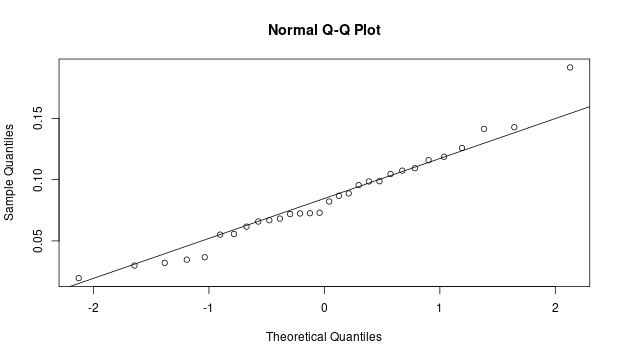 Normal Q-Q Plot
Sample Quantiles
0.15
0.10
0.05
-2 -1 0 1 2
Theoretical Quantiles